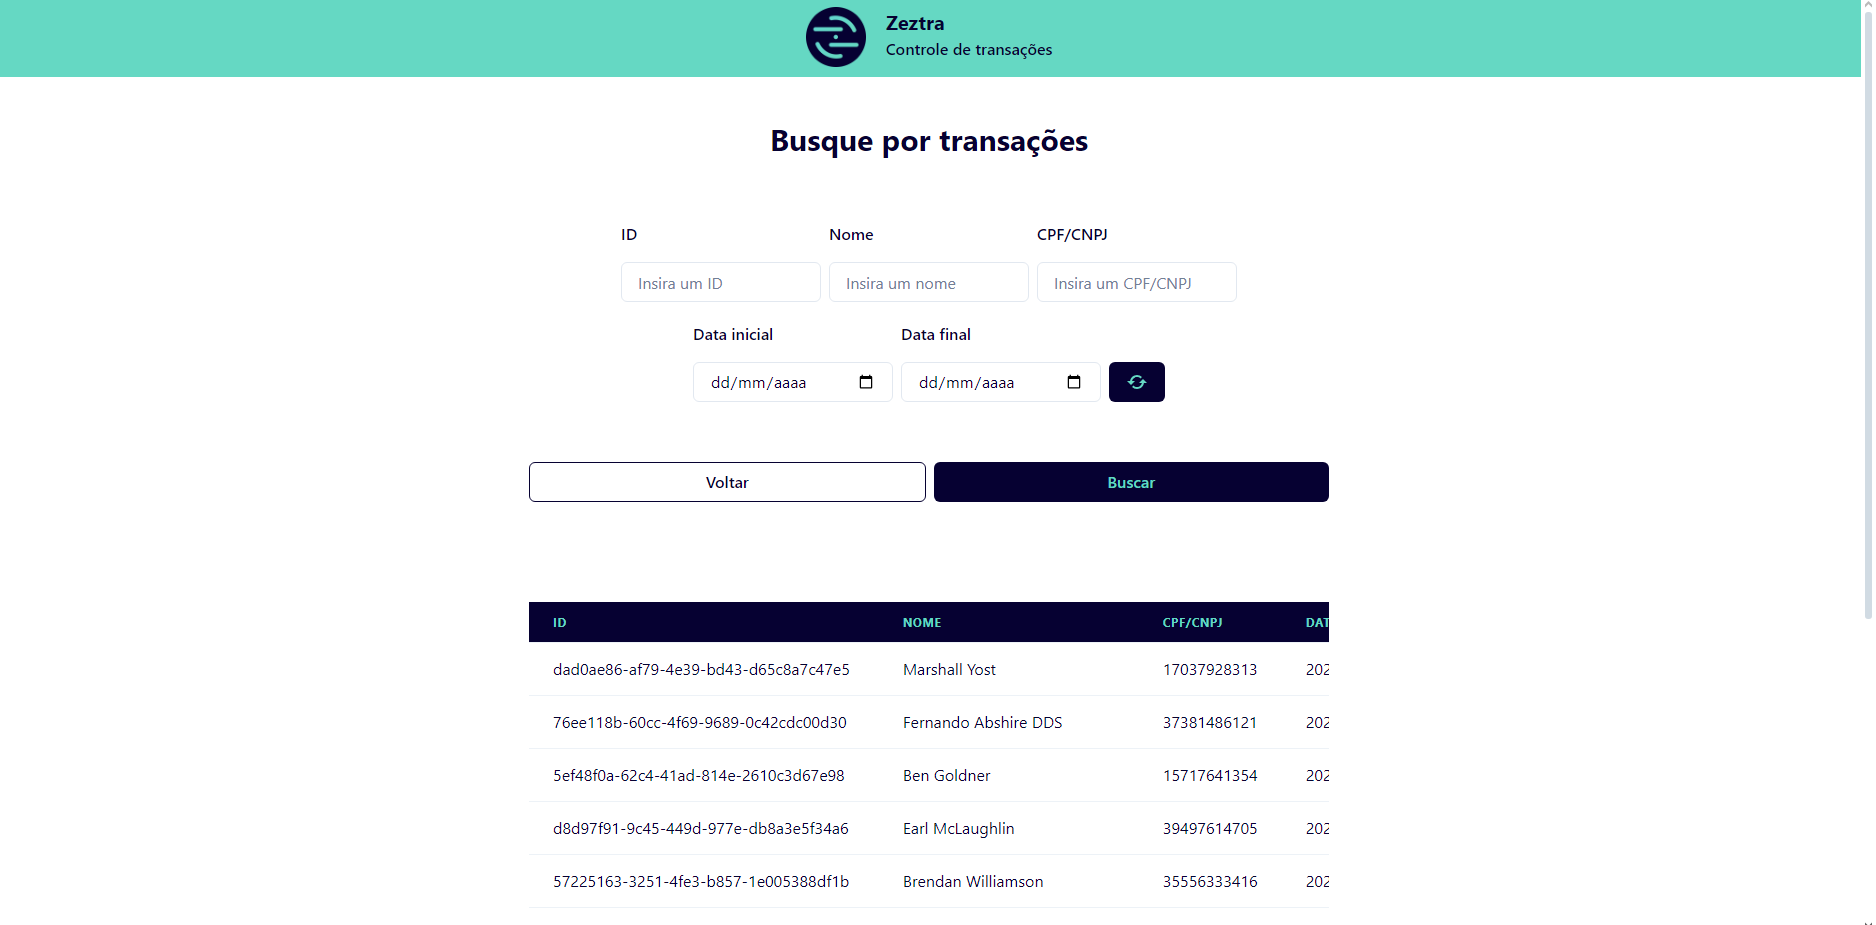 Zeztra
Controle de transações
Busque por transações
ID Nome CPF/CNPJ
Insira um ID Insira um nome Insira um CPF/CNPJ
Data inicial Data final
dd/mm/aaaa dd/mm/aaaa
Voltar Buscar
ID NOME CPF/CNPJ DAT
dad0ae86-af79-4e39-bd43-d65c8a7c47e5 Marshall Yost 17037928313 202
76ee118b-60cc-4f69-9689-0c42cdc00d30 Fernando Abshire DDS 37381486121 202
5ef48f0a-62c4-41ad-814e-2610c3d67e98 Ben Goldner 15717641354 202
d8d97f91-9c45-449d-977e-db8a3e5f34a6 Earl McLaughlin 39497614705 202
57225163-3251-4fe3-b857-1e005388df1b Brendan Williamson 35556333416 202